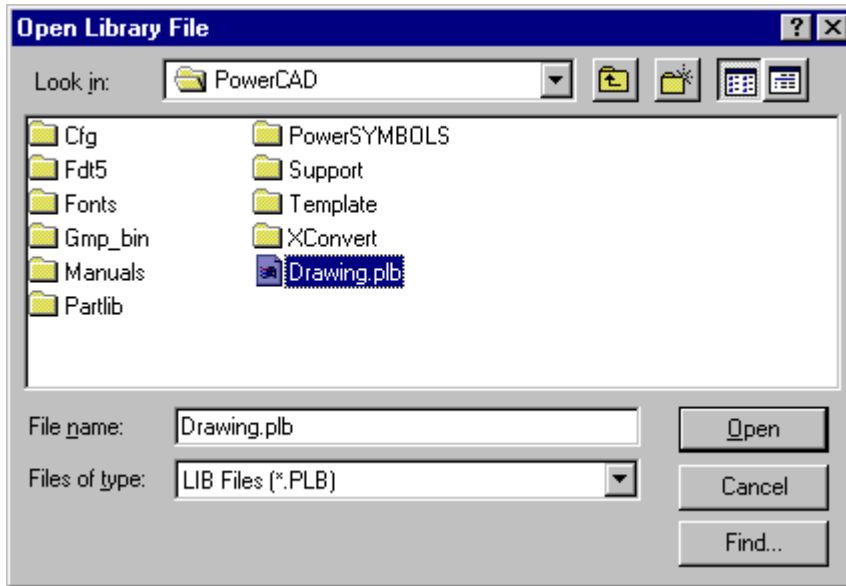 Open Library File
Look in: PowerCAD
Cfg PowerSYMBOLS
Fdt5 Support
Fonts Template
Gmp_bin XConvert
Manuals Drawing.plb
Partlib
File name: Drawing.plb Open
Files of type: LIB Files (*.PLB) Cancel
Find...